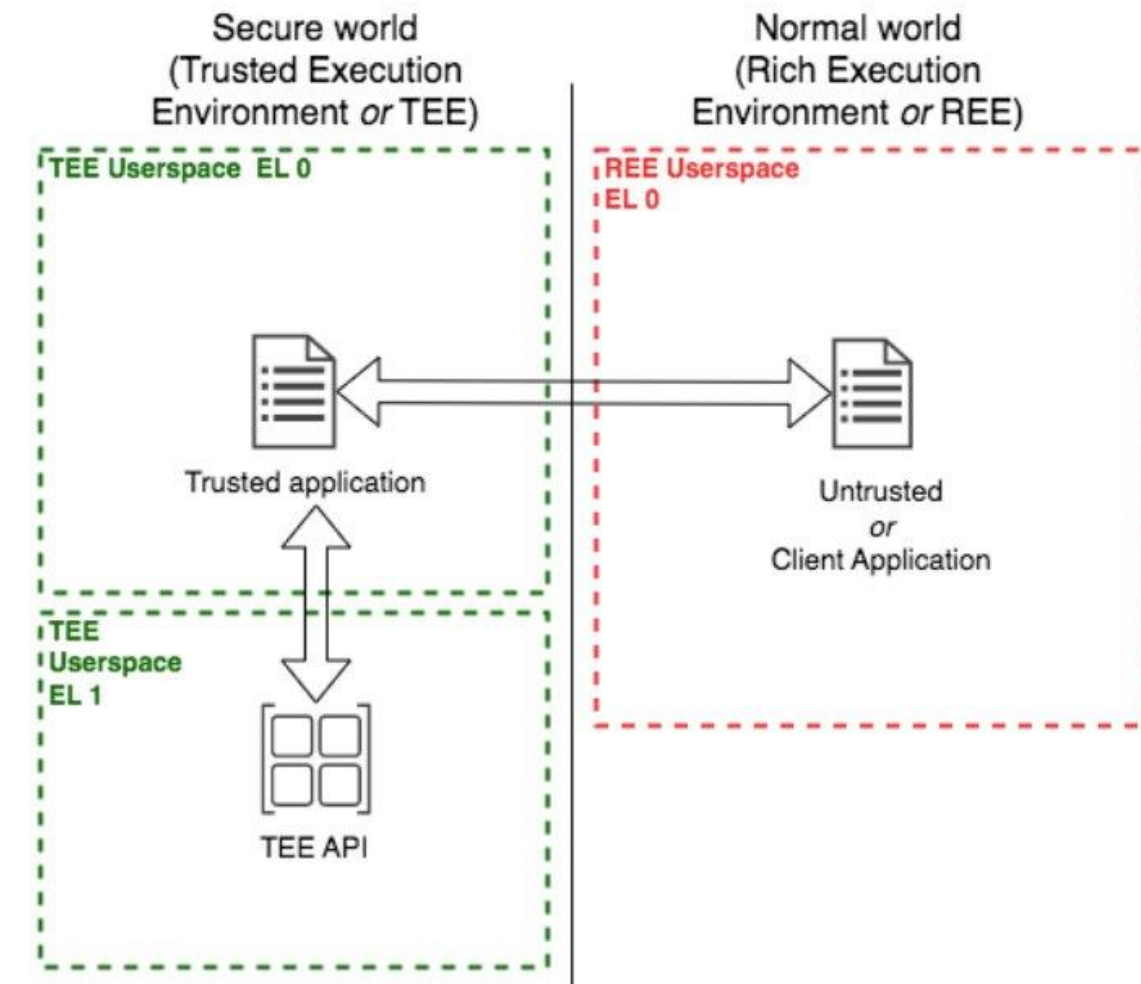 Secure world
(Trusted Execution
Environment or TEE)
Normal world
(Rich Execution
Environment or REE)
TEE Userspace EL 0
REE Userspace
EL 0
Trusted application
Untrusted
or
Client Application
TEE
Userspace
EL 1
TEE API